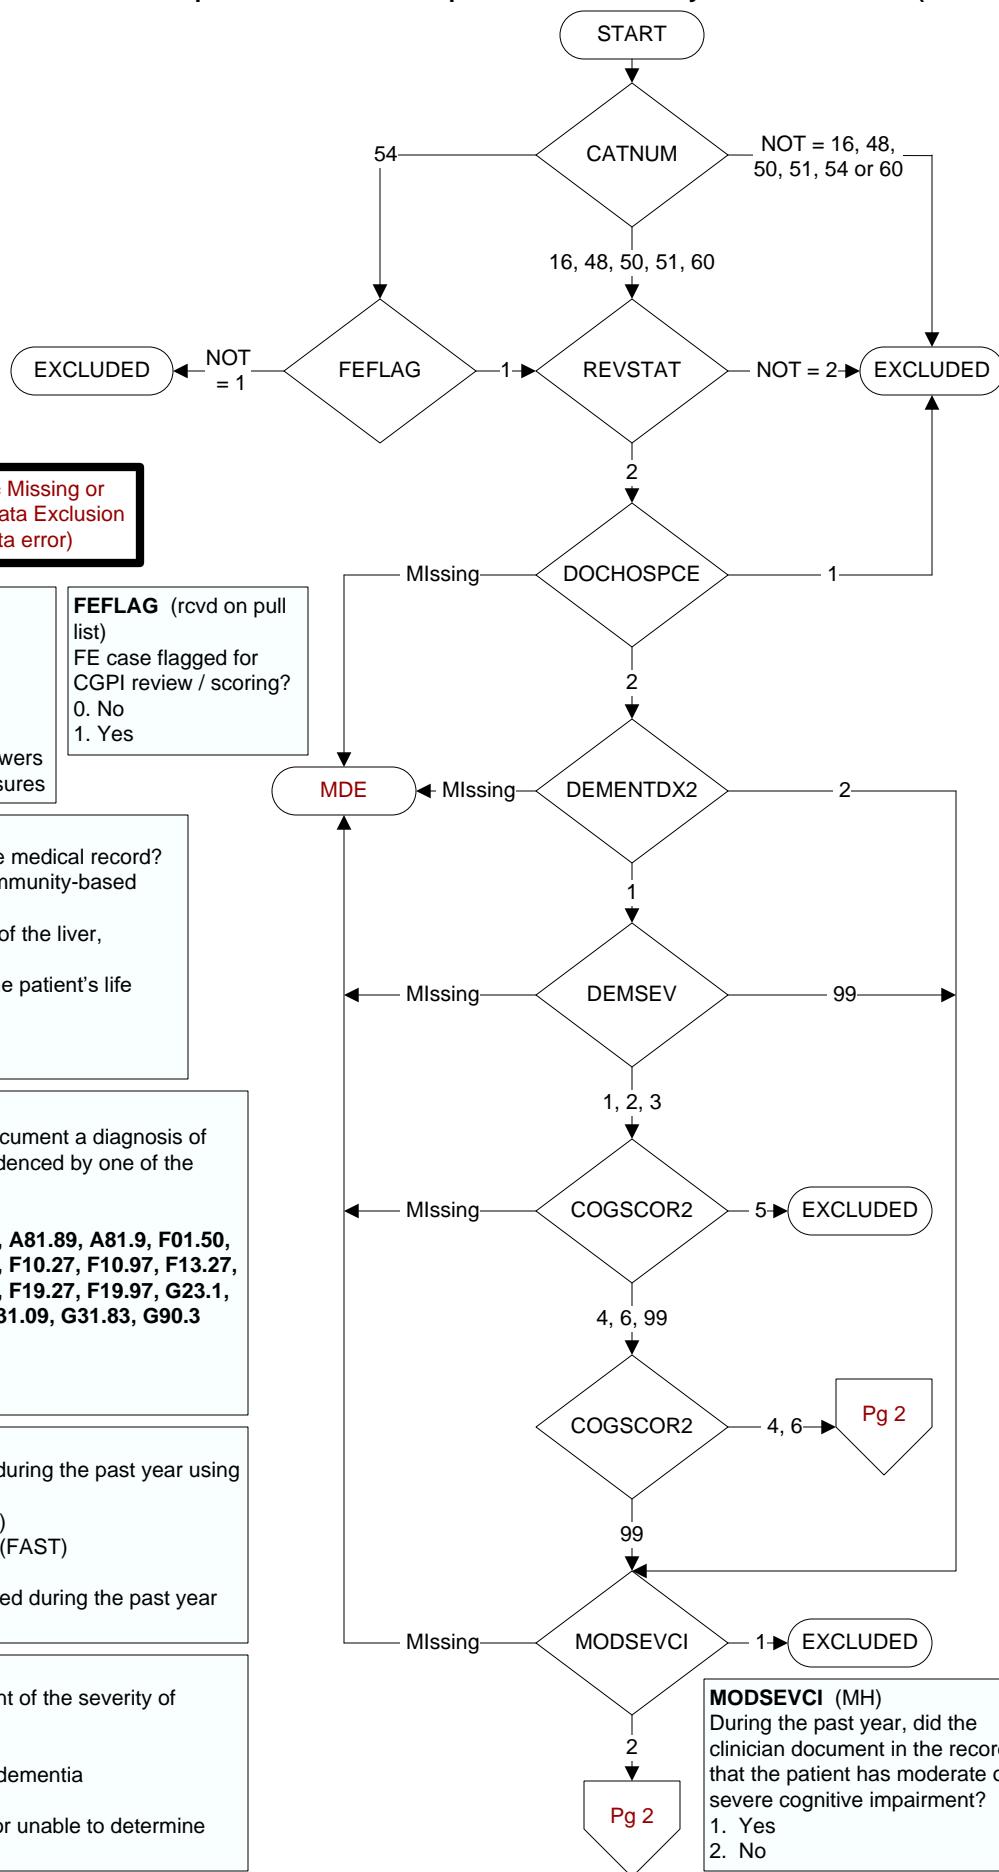 START
CATNUM
54
NOT = 16, 48,
50, 51, 54 or 60
16, 48, 50, 51, 60
EXCLUDED
NOT
= 1
FEFLAG
1
REVSTAT
NOT = 2
EXCLUDED
2
Missing or
ata Exclusion
ta error)
DOCHOSPCE
MIssing
1
2
FEFLAG (rcvd on pull
list)
FE case flagged for
CGPI review / scoring?
0. No
1. Yes
wers
sures
MDE
MIssing
DEMENTDX2
2
1
e medical record?
mmunity-based
of the liver,
e patient's life
MIssing
DEMSEV
99
1, 2, 3
cument a diagnosis of
denced by one of the
, A81.89, A81.9, F01.50,
, F10.27, F10.97, F13.27,
, F19.27, F19.97, G23.1,
31.09, G31.83, G90.3
MIssing
COGSCOR2
5
EXCLUDED
4, 6, 99
COGSCOR2
4, 6
Pg 2
99
during the past year using
)
(FAST)
ed during the past year
MIssing
MODSEVCI
1
EXCLUDED
2
Pg 2
nt of the severity of
dementia
or unable to determine
MODSEVCI (MH)
During the past year, did the
clinician document in the recor
that the patient has moderate o
severe cognitive impairment?
1. Yes
2. No